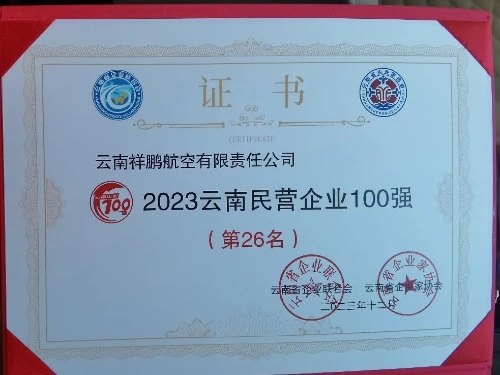 证书
CERTIFICATE
云南祥鹏航空有限责任公司
100
2023云南民营企业100强
（第26名）
云南省企业联合会 云南省企业家协会
二〇二三年十二月